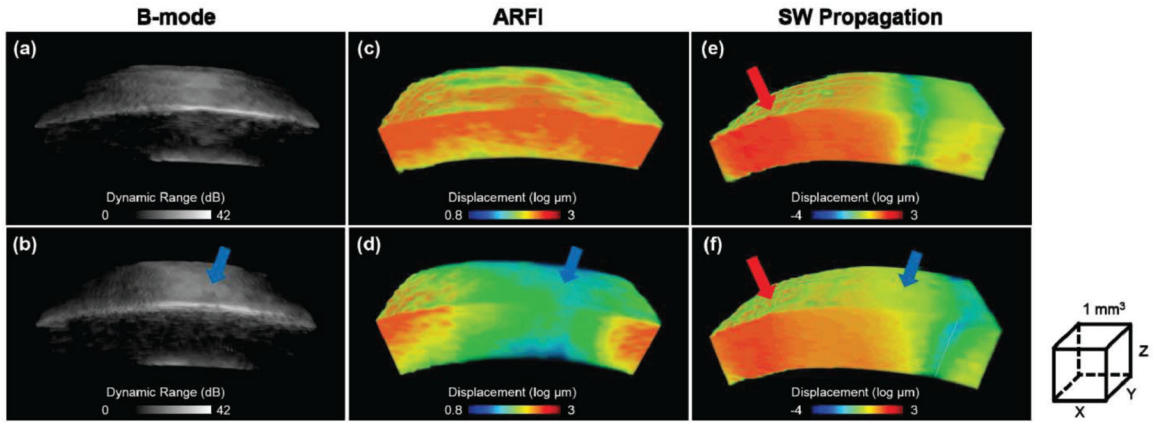 B-mode
ARFI
SW Propagation
(a)
(c)
(e)
Dynamic Range (dB)
0
42
Displacement (log μm)
0.8
3
Displacement (log μm)
-4
3
(b)
(d)
(f)
Dynamic Range (dB)
0
42
Displacement (log μm)
0.8
3
Displacement (log μm)
-4
3
1 mm³
Z
Y
X